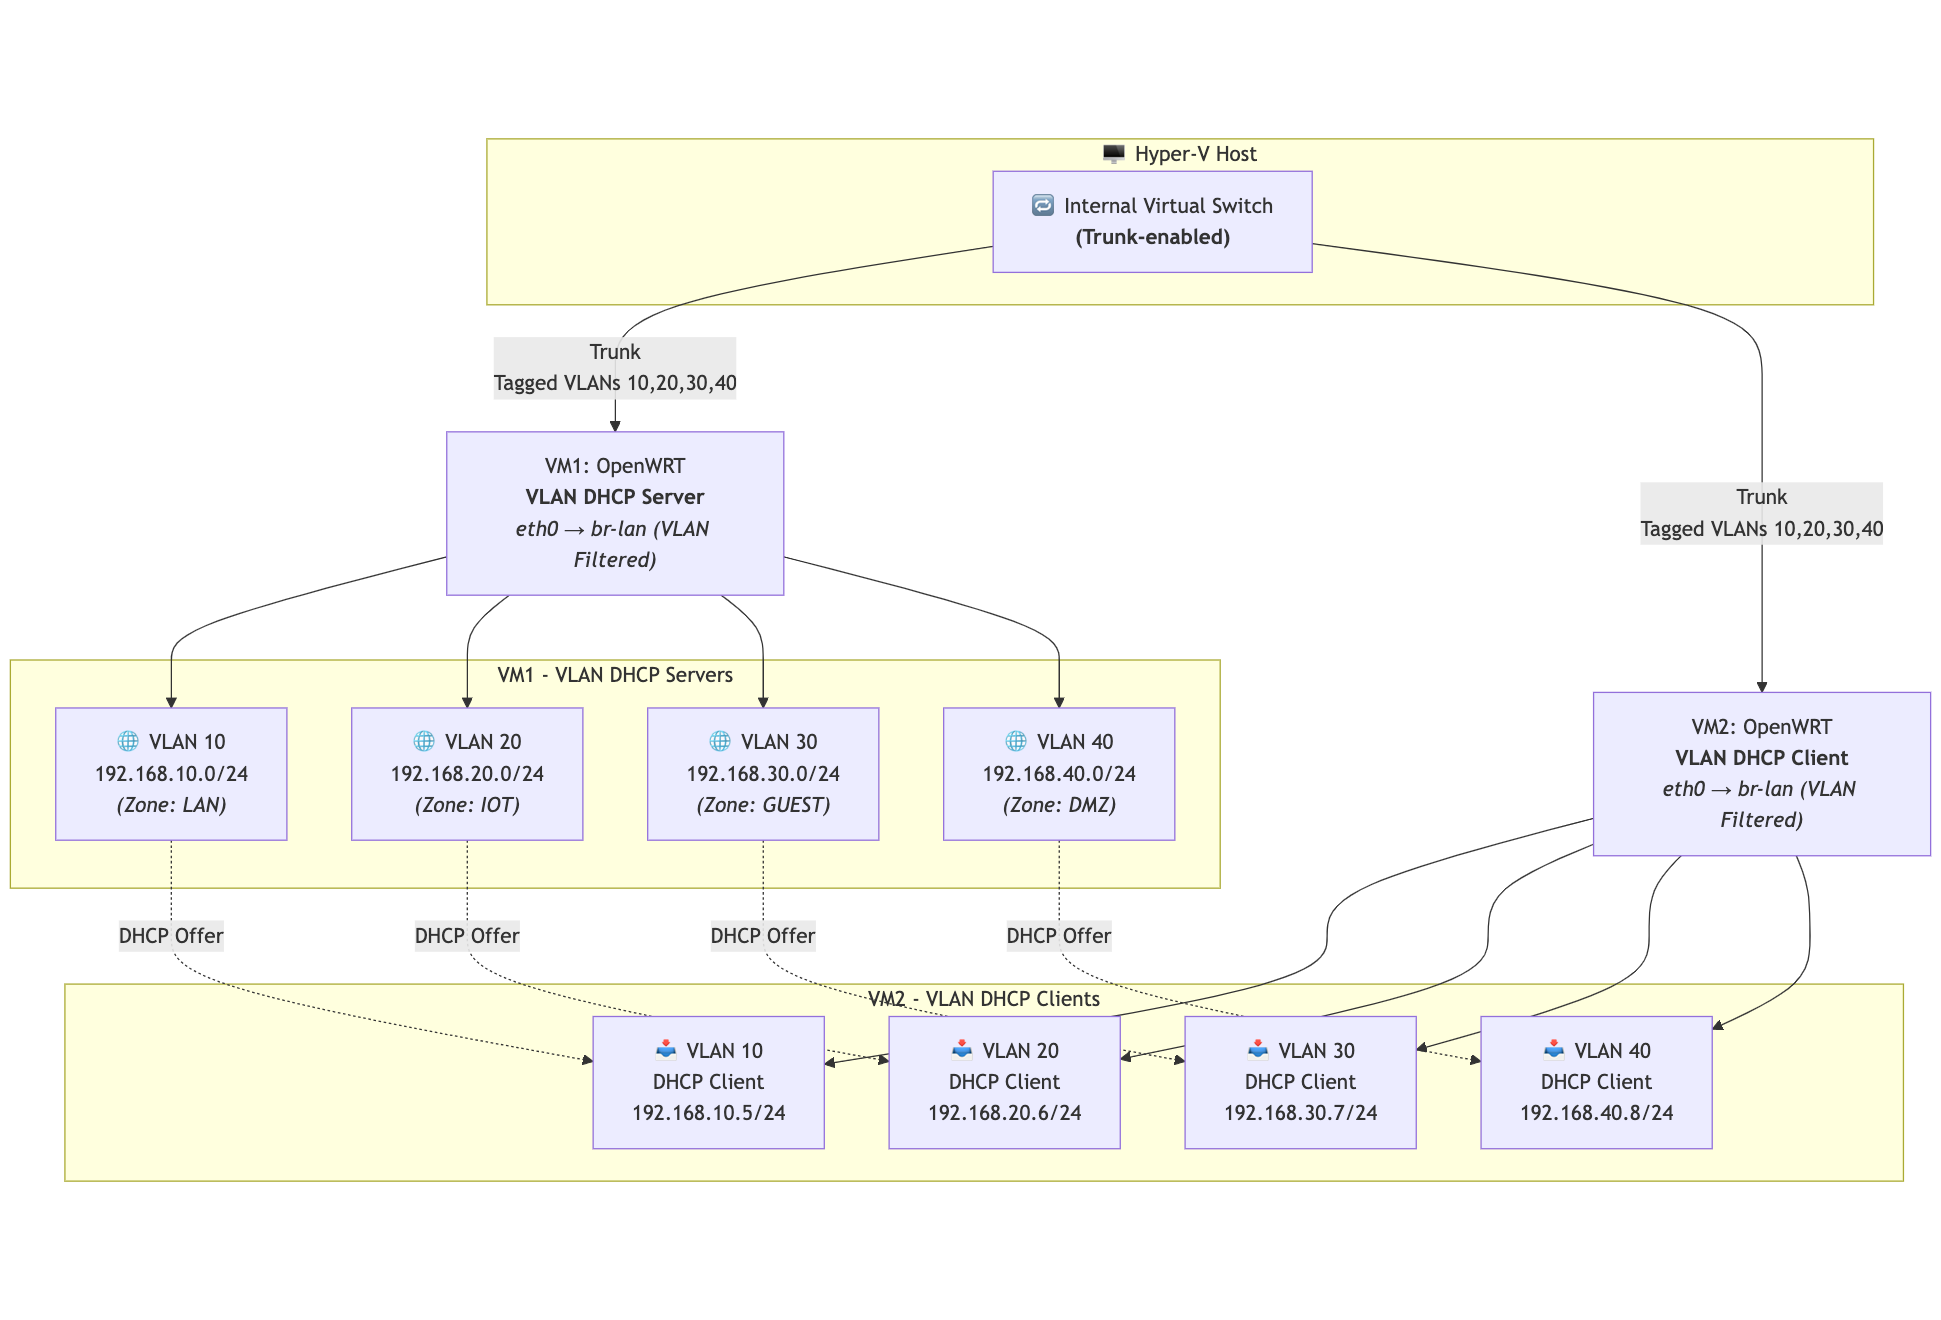 Hyper-V Host
Internal Virtual Switch
(Trunk-enabled)
Trunk
Tagged VLANs 10,20,30,40
VM1: OpenWRT
VLAN DHCP Server
eth0 → br-lan (VLAN
Filtered)
Trunk
Tagged VLANs 10,20,30,40
VM1 - VLAN DHCP Servers
VLAN 10
192.168.10.0/24
(Zone: LAN)
VLAN 20
192.168.20.0/24
(Zone: IOT)
VLAN 30
192.168.30.0/24
(Zone: GUEST)
VLAN 40
192.168.40.0/24
(Zone: DMZ)
VM2: OpenWRT
VLAN DHCP Client
eth0 → br-lan (VLAN
Filtered)
DHCP Offer
DHCP Offer
DHCP Offer
DHCP Offer
VM2 - VLAN DHCP Clients
VLAN 10
DHCP Client
192.168.10.5/24
VLAN 20
DHCP Client
192.168.20.6/24
VLAN 30
DHCP Client
192.168.30.7/24
VLAN 40
DHCP Client
192.168.40.8/24